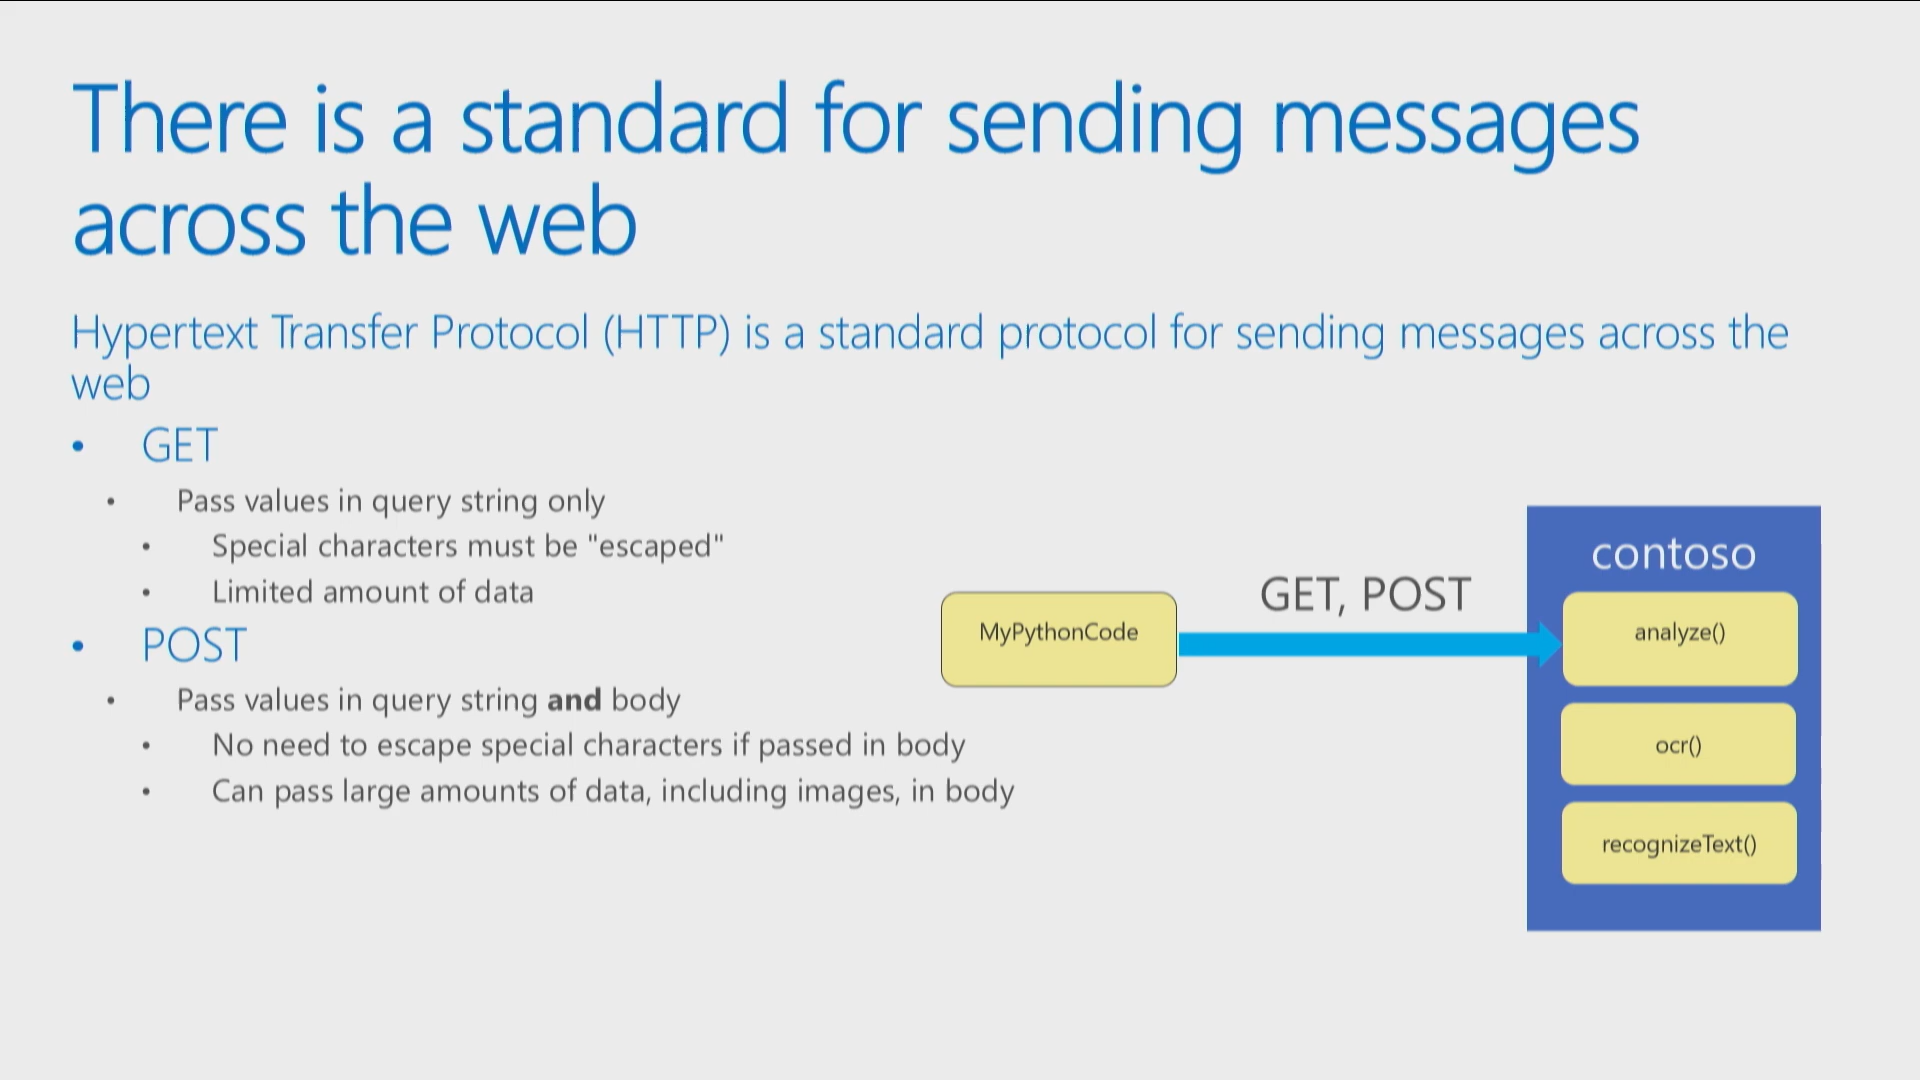 There is a standard for sending messages
across the web
Hypertext Transfer Protocol (HTTP) is a standard protocol for sending messages across the
web
• GET
• Pass values in query string only
• Special characters must be "escaped"
• Limited amount of data
• POST
• Pass values in query string and body
• No need to escape special characters if passed in body
• Can pass large amounts of data, including images, in body
MyPythonCode
GET, POST
contoso
analyze()
ocr()
recognizeText()